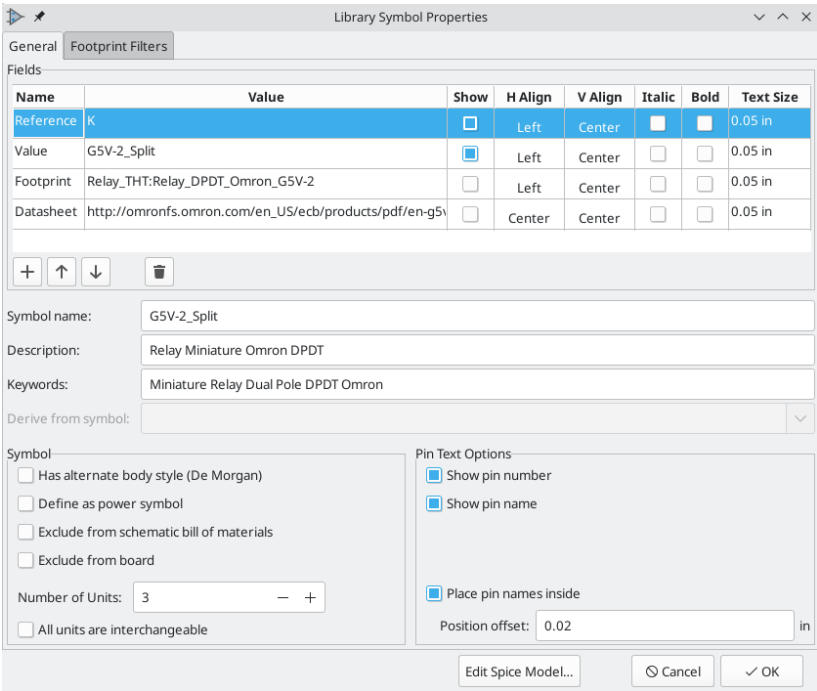 Library Symbol Properties
General Footprint Filters
Fields
Name Value Show H Align V Align Italic Bold Text Size
Reference K Left Center 0.05 in
Value G5V-2_Split Left Center 0.05 in
Footprint Relay_THT:Relay_DPDT_Omron_G5V-2 Left Center 0.05 in
Datasheet http://omronfs.omron.com/en_US/ecb/products/pdf/en-g5v Center Center 0.05 in
Symbol name: G5V-2_Split
Description: Relay Miniature Omron DPDT
Keywords: Miniature Relay Dual Pole DPDT Omron
Derive from symbol:
Symbol
Has alternate body style (De Morgan)
Define as power symbol
Exclude from schematic bill of materials
Exclude from board
Number of Units: 3 − +
All units are interchangeable
Pin Text Options
Show pin number
Show pin name
Place pin names inside
Position offset: 0.02 in
Edit Spice Model... Cancel OK